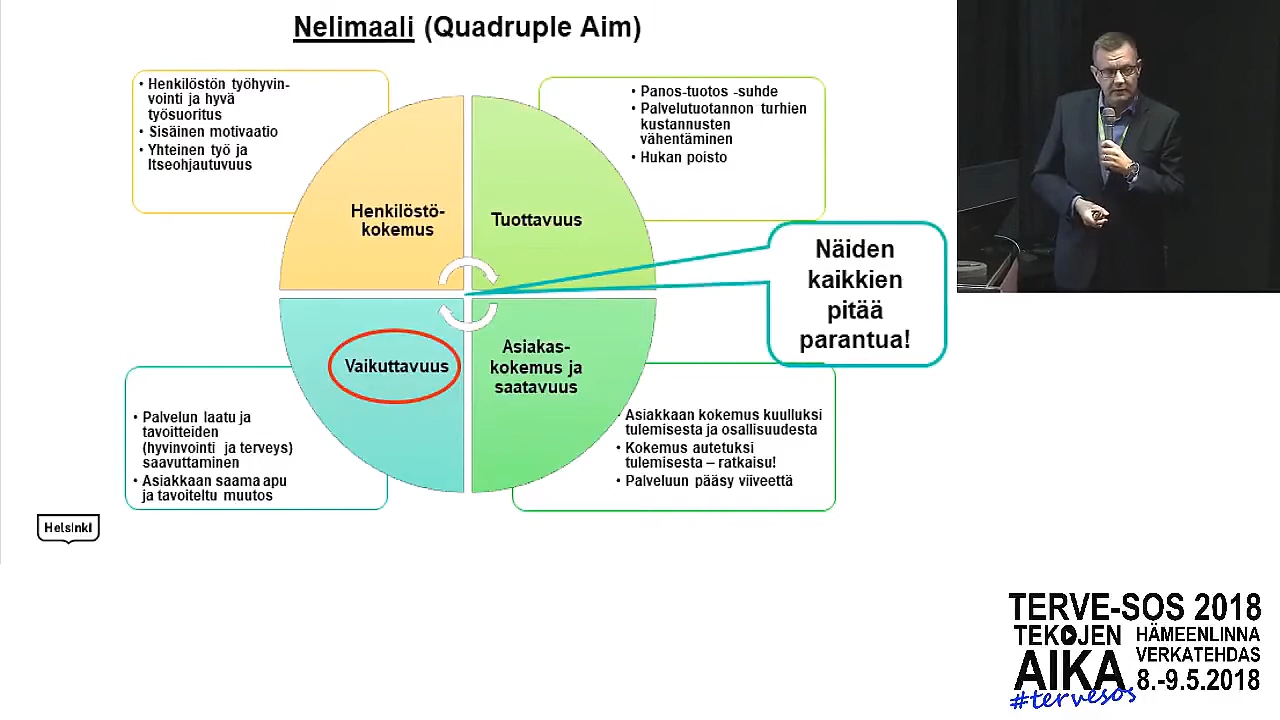 Nelimaali (Quadruple Aim)
• Henkilöstön työhyvin-
vointi ja hyvä
työsuoritus
• Sisäinen motivaatio
• Yhteinen työ ja
Itseohjautuvuus
• Panos-tuotos -suhde
• Palvelutuotannon turhien
kustannusten
vähentäminen
• Hukan poisto
Henkilöstö-
kokemus
Tuottavuus
Näiden
kaikkien
pitää
parantua!
Vaikuttavuus
Asiakas-
kokemus ja
saatavuus
• Palvelun laatu ja
tavoitteiden
(hyvinvointi ja terveys)
saavuttaminen
• Asiakkaan saama apu
ja tavoiteltu muutos
• Asiakkaan kokemus kuulluksi
tulemisesta ja osallisuudesta
• Kokemus autetuksi
tulemisesta – ratkaisu!
• Palveluun pääsy viiveettä
Helsinki
TERVE-SOS 2018
TEKOJEN
AIKA
HÄMEENLINNA
VERKATEHDAS
8.-9.5.2018
#tervesos